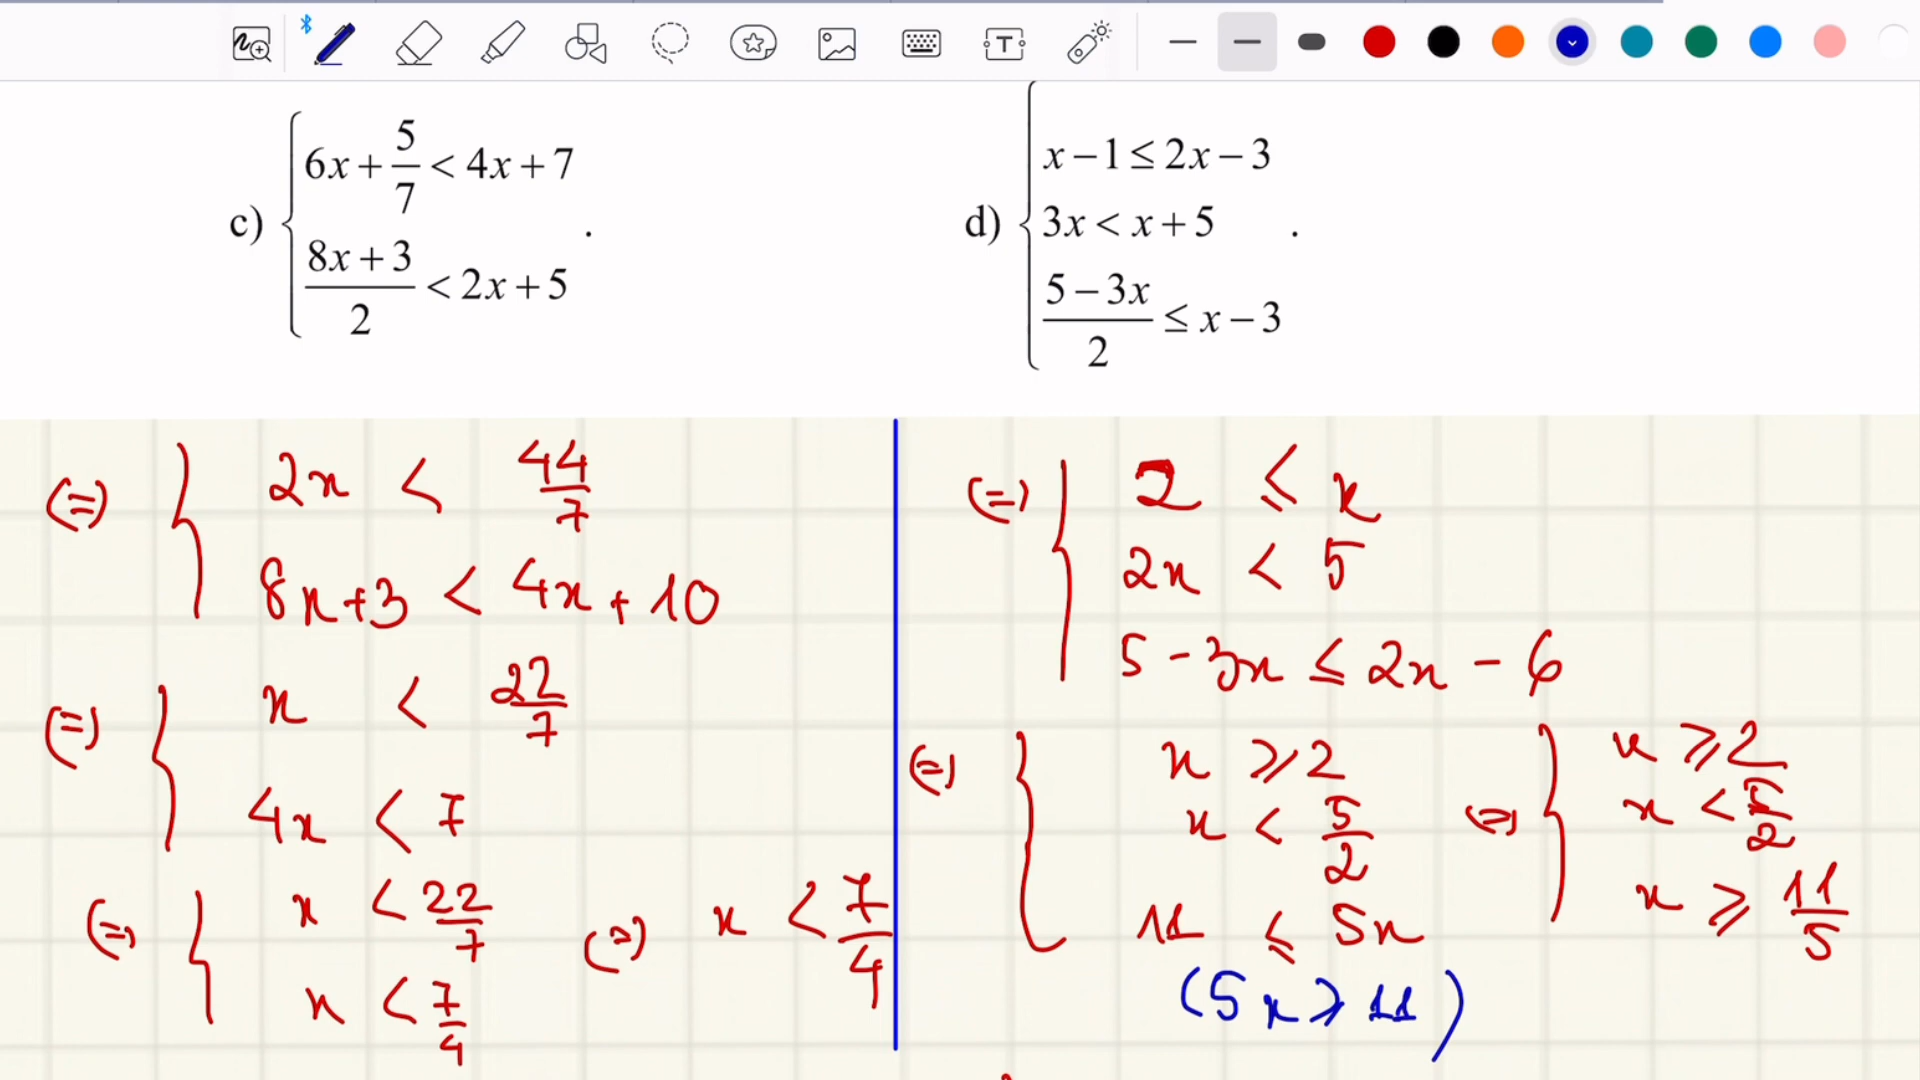 c) { 6x + 5/7 < 4x + 7
(8x + 3)/2 < 2x + 5 .
d) { x − 1 ≤ 2x − 3
3x < x + 5 .
(5 − 3x)/2 ≤ x − 3
(=) { 2x < 44/7
8x + 3 < 4x + 10
(=) { x < 22/7
4x < 7
(=) { x < 22/7
x < 7/4
(=) x < 7/4
(=) { 2 ≤ x
2x < 5
5 − 3x ≤ 2x − 6
(=) { x ≥ 2
x < 5/2
11 ≤ 5x
(5x ≥ 11)
(=) { x ≥ 2
x < 5/2
x ≥ 11/5